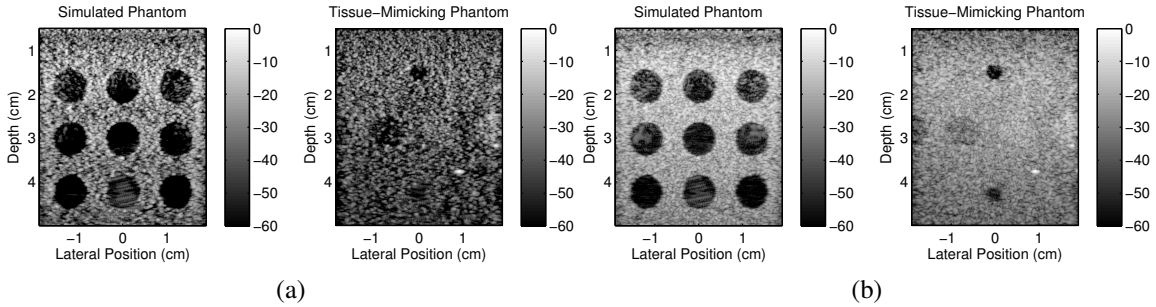 Simulated Phantom
Tissue−Mimicking Phantom
Simulated Phantom
Tissue−Mimicking Phantom
Depth (cm)
1
2
3
4
−1 0 1
Lateral Position (cm)
0
−10
−20
−30
−40
−50
−60
Depth (cm)
1
2
3
4
−1 0 1
Lateral Position (cm)
0
−10
−20
−30
−40
−50
−60
Depth (cm)
1
2
3
4
−1 0 1
Lateral Position (cm)
0
−10
−20
−30
−40
−50
−60
Depth (cm)
1
2
3
4
−1 0 1
Lateral Position (cm)
0
−10
−20
−30
−40
−50
−60
(a)
(b)